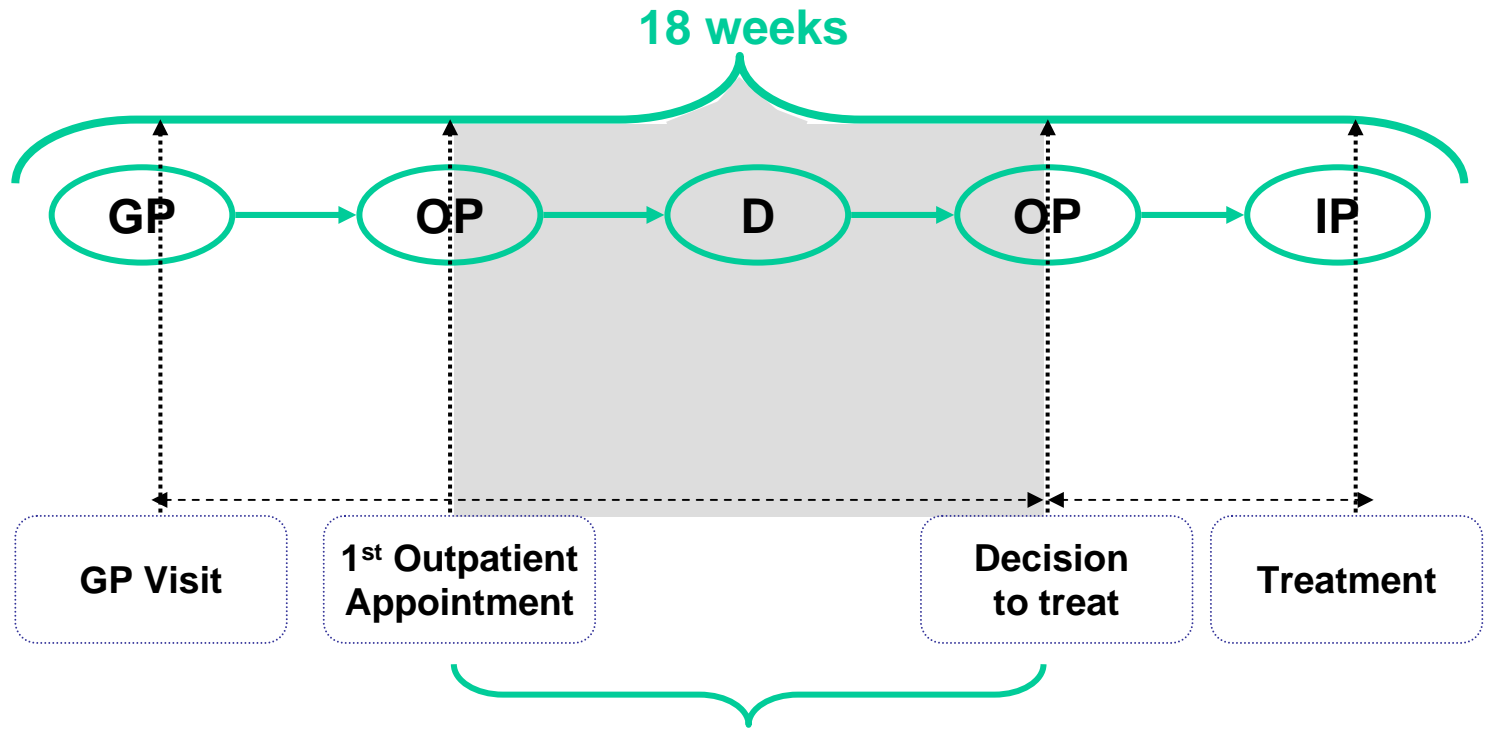 18 weeks
GP
OP
D
OP
IP
GP Visit
1st Outpatient
Appointment
Decision
to treat
Treatment